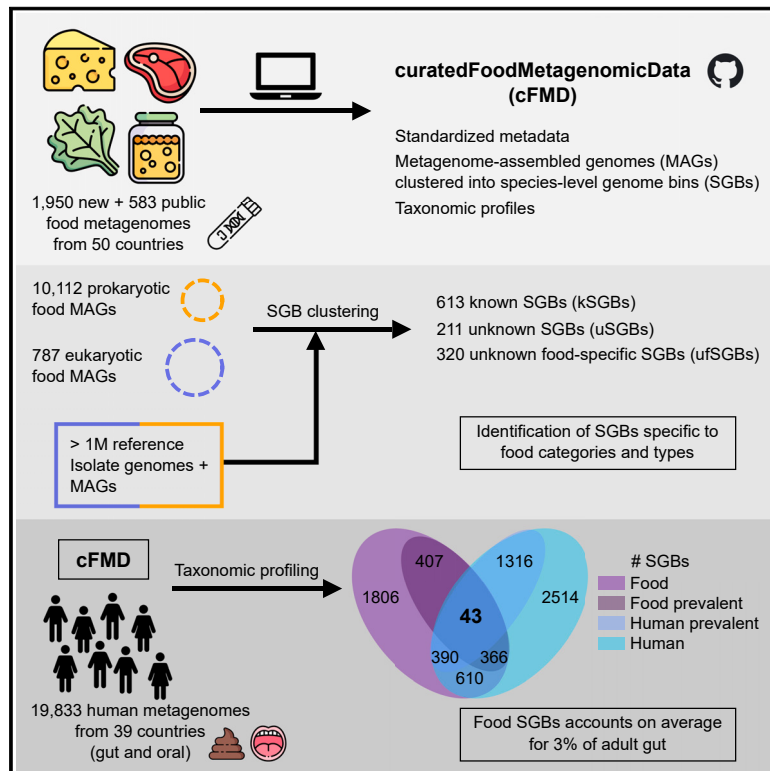 curatedFoodMetagenomicData
(cFMD)
Standardized metadata
Metagenome-assembled genomes (MAGs)
clustered into species-level genome bins (SGBs)
Taxonomic profiles
1,950 new + 583 public
food metagenomes
from 50 countries
10,112 prokaryotic
food MAGs
787 eukaryotic
food MAGs
SGB clustering
613 known SGBs (kSGBs)
211 unknown SGBs (uSGBs)
320 unknown food-specific SGBs (ufSGBs)
> 1M reference
Isolate genomes +
MAGs
Identification of SGBs specific to
food categories and types
cFMD
Taxonomic profiling
19,833 human metagenomes
from 39 countries
(gut and oral)
407
1316
1806
43
2514
390
366
610
# SGBs
Food
Food prevalent
Human prevalent
Human
Food SGBs accounts on average
for 3% of adult gut